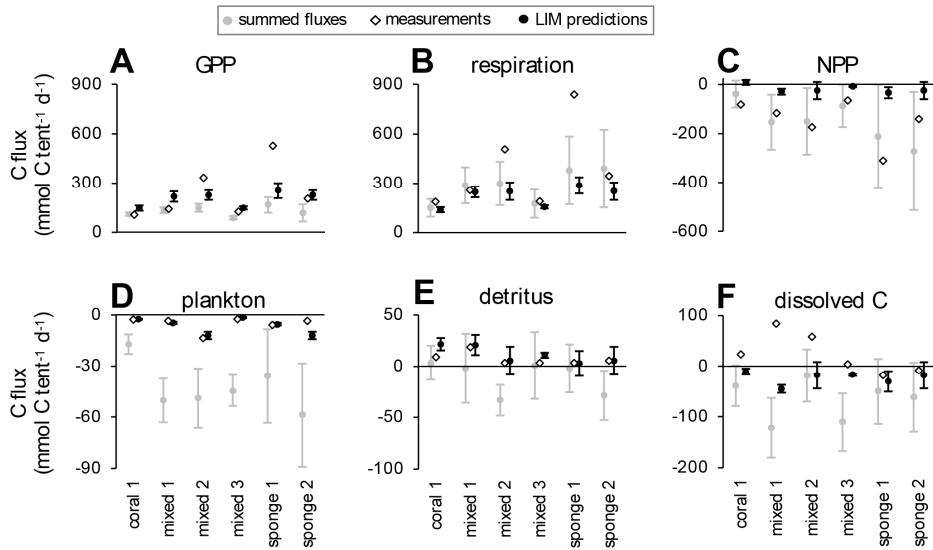 summed fluxes measurements LIM predictions
A GPP
B respiration
C NPP
C flux
(mmol C tent-1 d-1)
900
600
300
0
900
600
300
0
0
-200
-400
-600
D plankton
E detritus
F dissolved C
C flux
(mmol C tent-1 d-1)
0
-30
-60
-90
50
0
-50
-100
100
0
-100
-200
coral 1
mixed 1
mixed 2
mixed 3
sponge 1
sponge 2
coral 1
mixed 1
mixed 2
mixed 3
sponge 1
sponge 2
coral 1
mixed 1
mixed 2
mixed 3
sponge 1
sponge 2